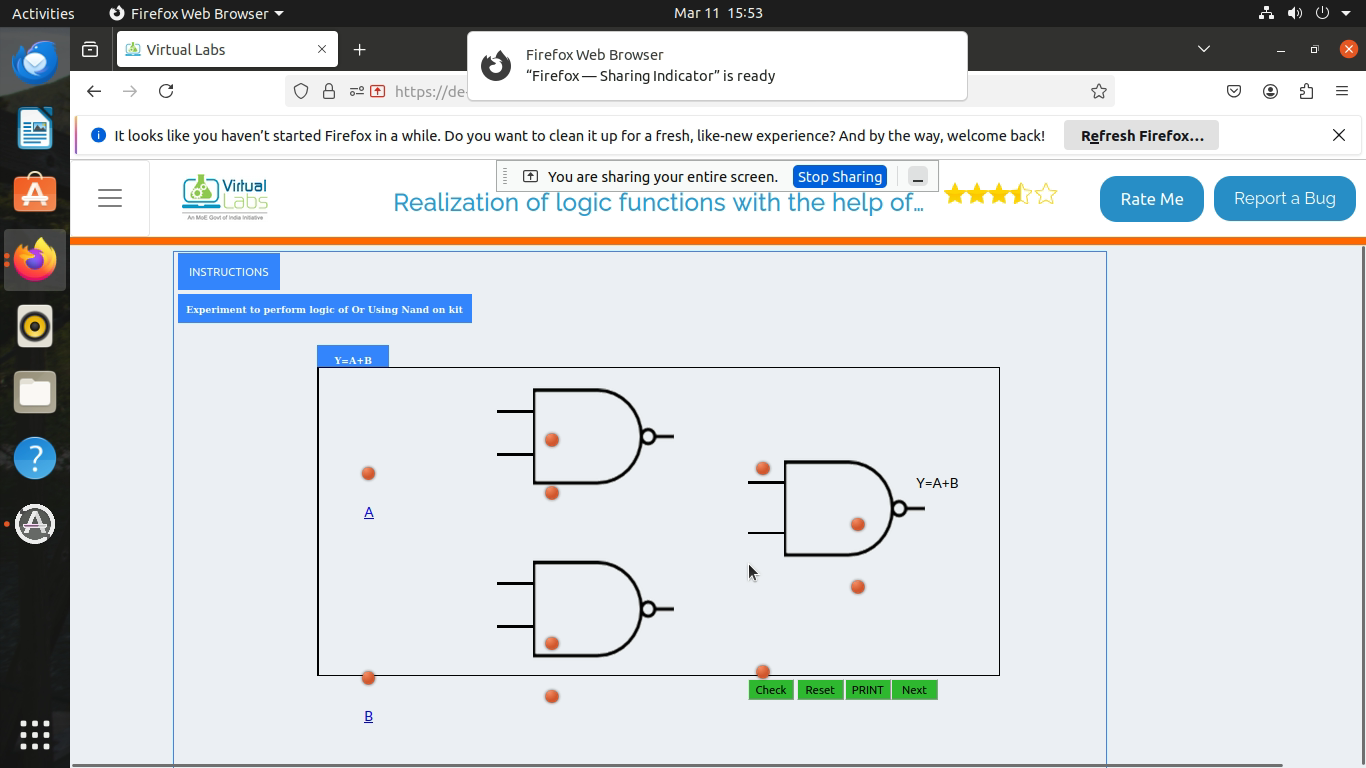 Activities
Firefox Web Browser
Mar 11 15:53
Virtual Labs
Firefox Web Browser
“Firefox — Sharing Indicator” is ready
https://de-
It looks like you haven’t started Firefox in a while. Do you want to clean it up for a fresh, like-new experience? And by the way, welcome back!
Refresh Firefox…
You are sharing your entire screen.
Stop Sharing
Virtual
Labs
An MoE Govt of India Initiative
Realization of logic functions with the help of…
Rate Me
Report a Bug
INSTRUCTIONS
Experiment to perform logic of Or Using Nand on kit
Y=A+B
Y=A+B
A
B
Check
Reset
PRINT
Next